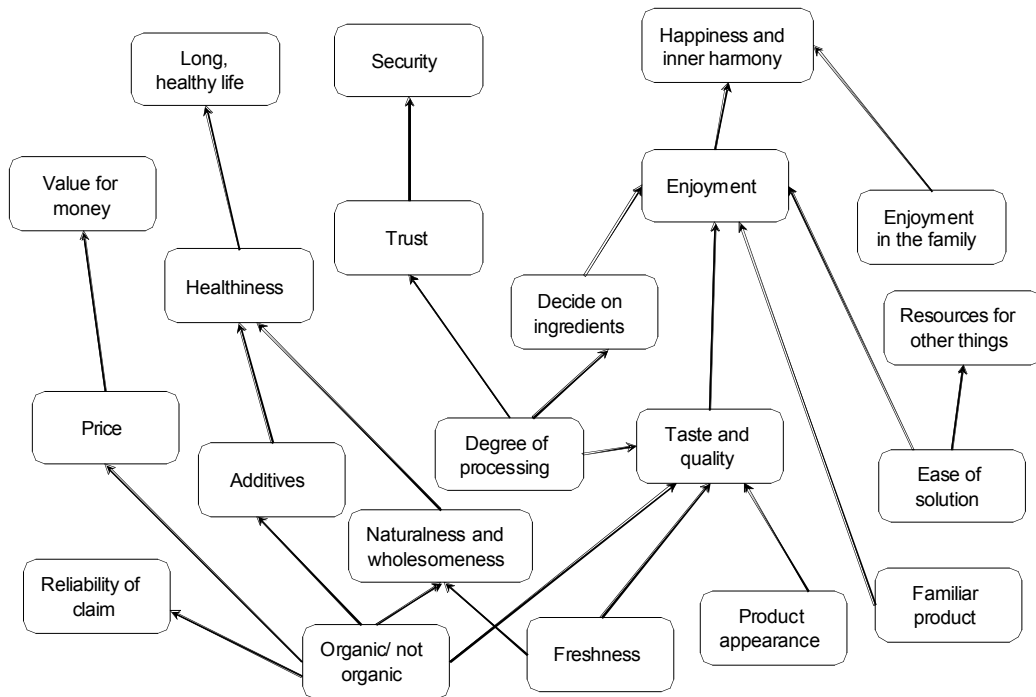 Happiness and
inner harmony
Long,
healthy life
Security
Value for
money
Enjoyment
Enjoyment
in the family
Trust
Healthiness
Decide on
ingredients
Resources for
other things
Price
Degree of
processing
Taste and
quality
Additives
Ease of
solution
Naturalness and
wholesomeness
Reliability of
claim
Organic/ not
organic
Freshness
Product
appearance
Familiar
product